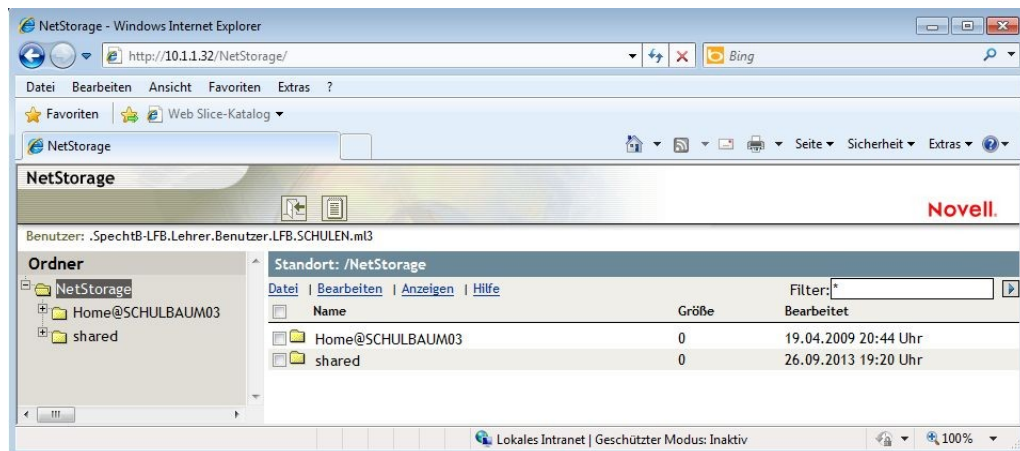 NetStorage - Windows Internet Explorer
http://10.1.1.32/NetStorage/
Bing
Datei Bearbeiten Ansicht Favoriten Extras ?
Favoriten Web Slice-Katalog
NetStorage
Seite Sicherheit Extras
NetStorage
Novell.
Benutzer: .SpechtB-LFB.Lehrer.Benutzer.LFB.SCHULEN.ml3
Ordner
NetStorage
Home@SCHULBAUM03
shared
Standort: /NetStorage
Datei | Bearbeiten | Anzeigen | Hilfe
Filter:*
Name Größe Bearbeitet
Home@SCHULBAUM03 0 19.04.2009 20:44 Uhr
shared 0 26.09.2013 19:20 Uhr
Lokales Intranet | Geschützter Modus: Inaktiv
100%